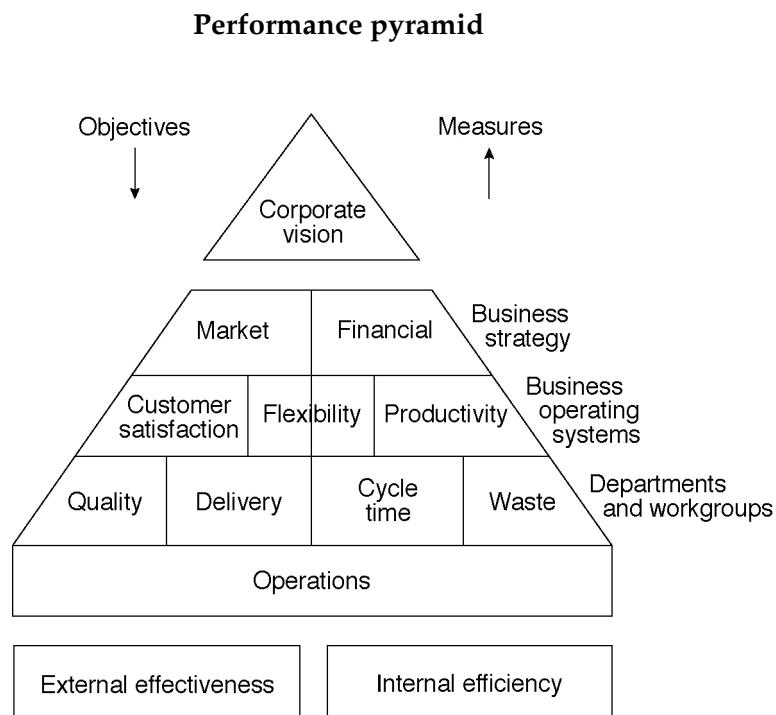 Performance pyramid
Objectives
Measures
Corporate
vision
Market
Financial
Business
strategy
Customer
satisfaction
Flexibility
Productivity
Business
operating
systems
Quality
Delivery
Cycle
time
Waste
Departments
and workgroups
Operations
External effectiveness
Internal efficiency